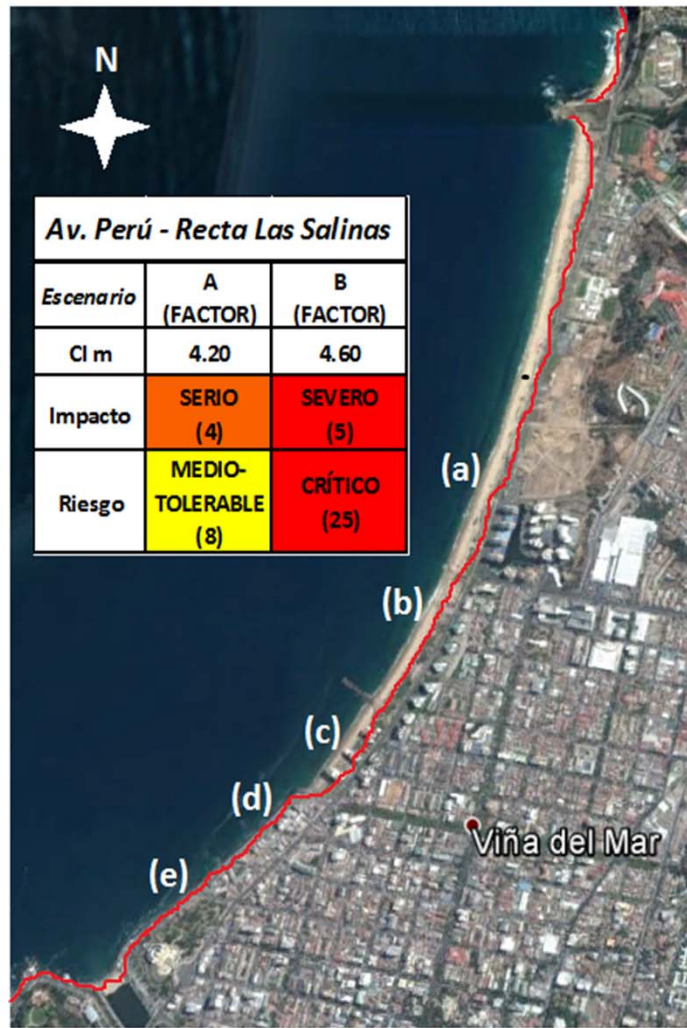 N
Av. Perú - Recta Las Salinas
Escenario
A
(FACTOR)
B
(FACTOR)
CI m
4.20
4.60
Impacto
SERIO
(4)
SEVERO
(5)
Riesgo
MEDIO-
TOLERABLE
(8)
CRÍTICO
(25)
(a)
(b)
(c)
(d)
Viña del Mar
(e)